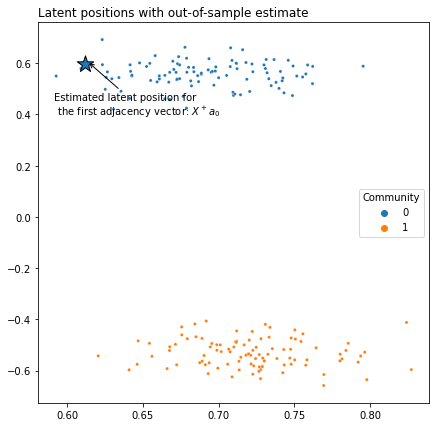 Latent positions with out-of-sample estimate
0.6
Estimated latent position for
the first adjacency vector: $X^+ a_0$
0.4
0.2
Community
0
1
0.0
−0.2
−0.4
−0.6
0.60 0.65 0.70 0.75 0.80